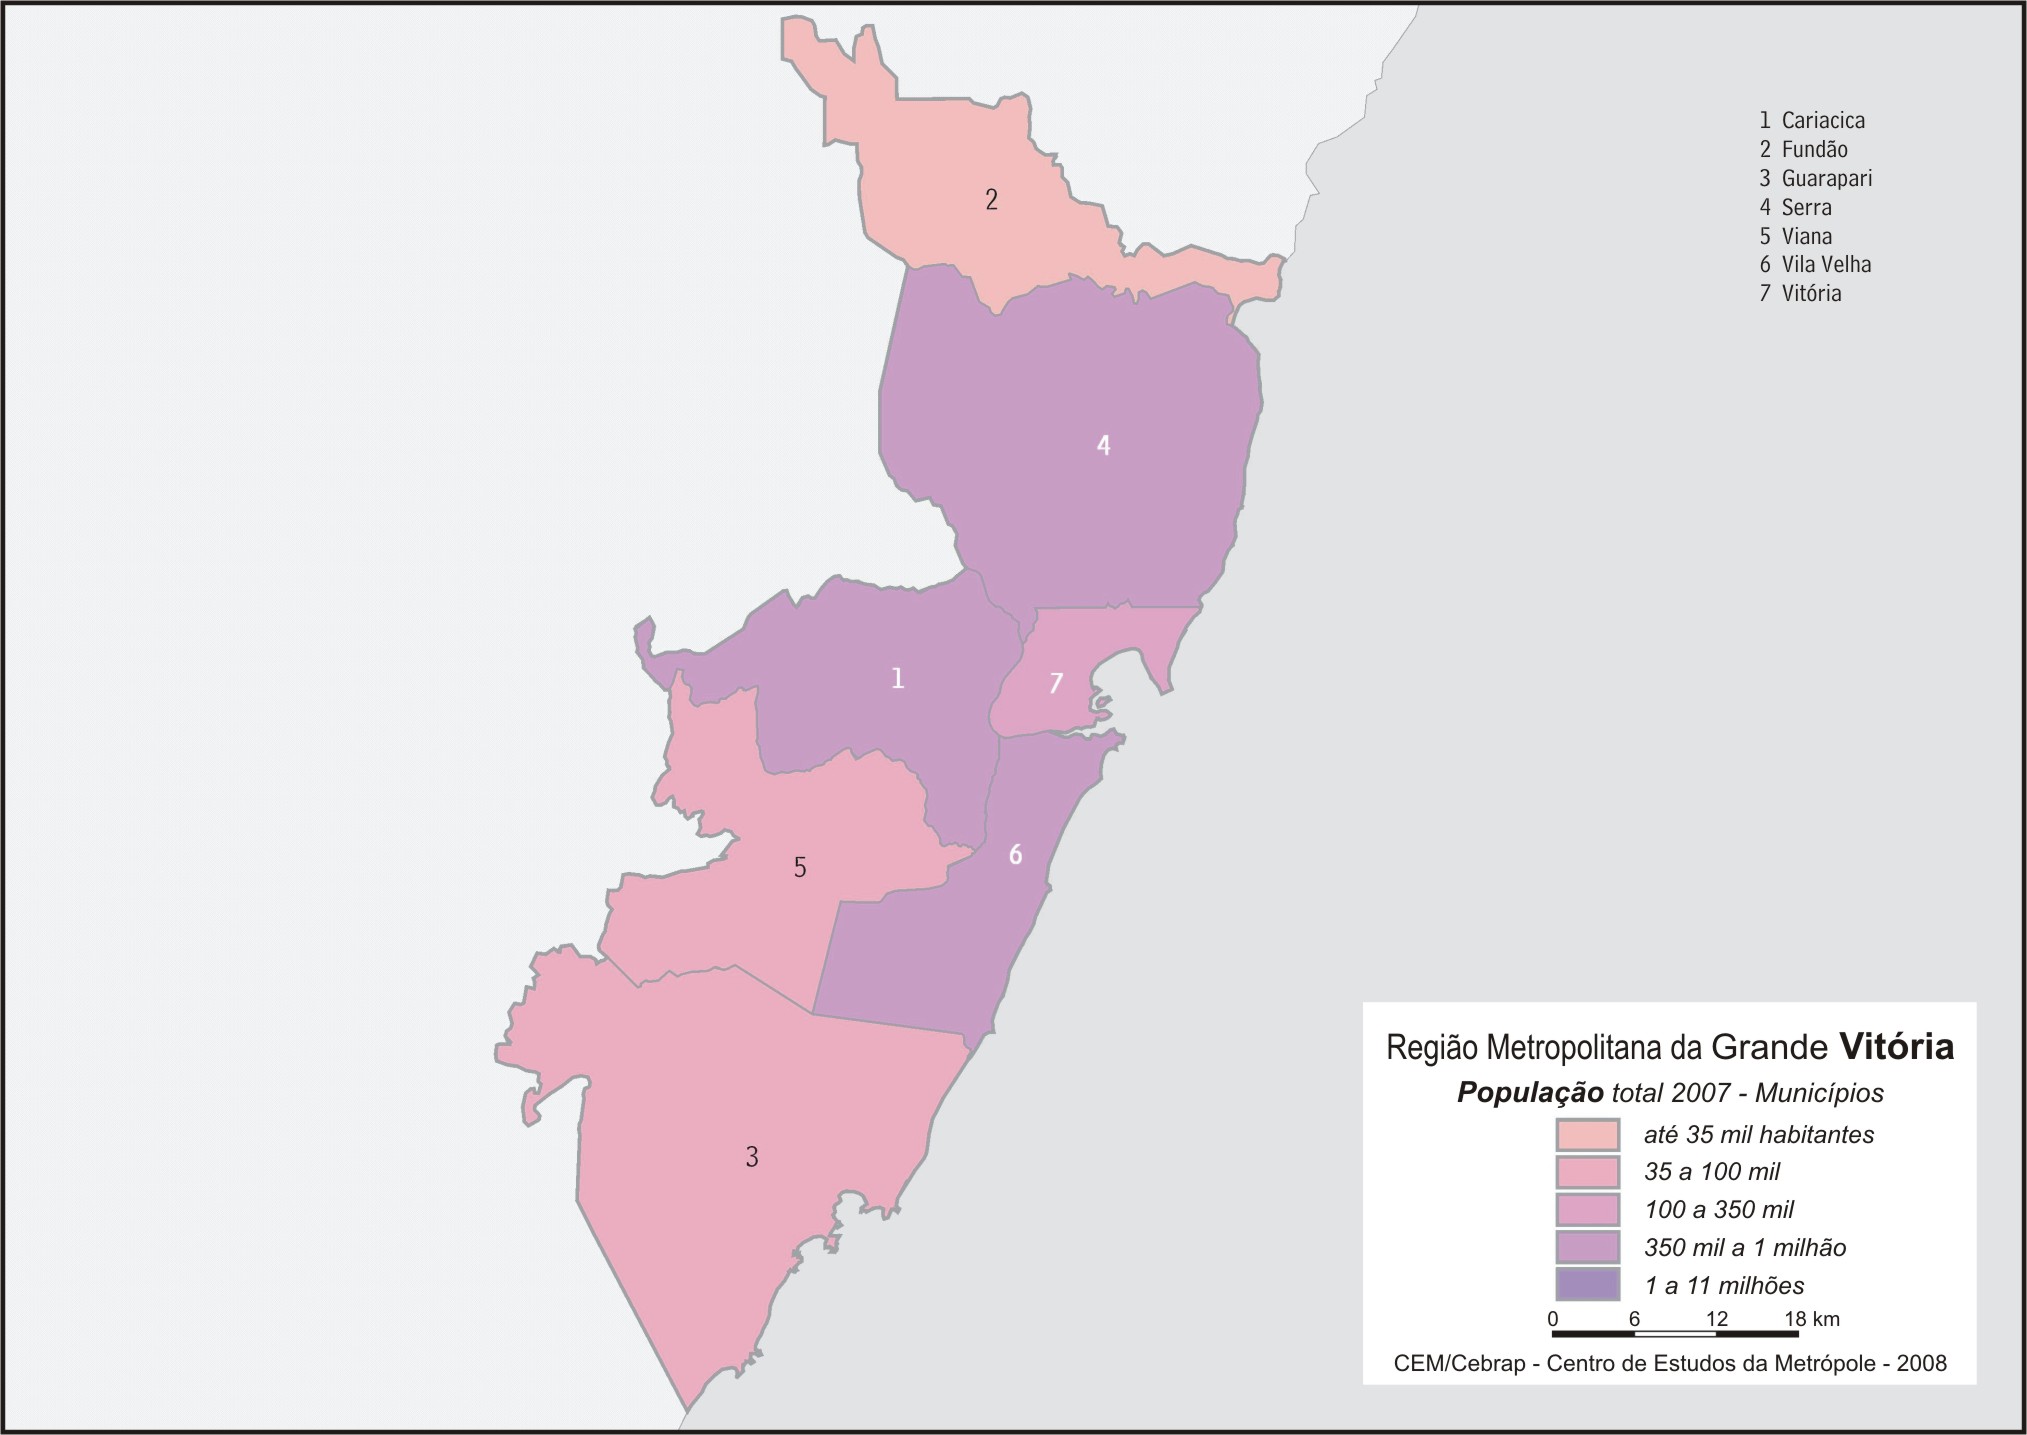 1 Cariacica
2 Fundão
3 Guarapari
4 Serra
5 Viana
6 Vila Velha
7 Vitória
2
4
1
7
6
5
3
Região Metropolitana da Grande Vitória
População total 2007 - Municípios
até 35 mil habitantes
35 a 100 mil
100 a 350 mil
350 mil a 1 milhão
1 a 11 milhões
0 6 12 18 km
CEM/Cebrap - Centro de Estudos da Metrópole - 2008